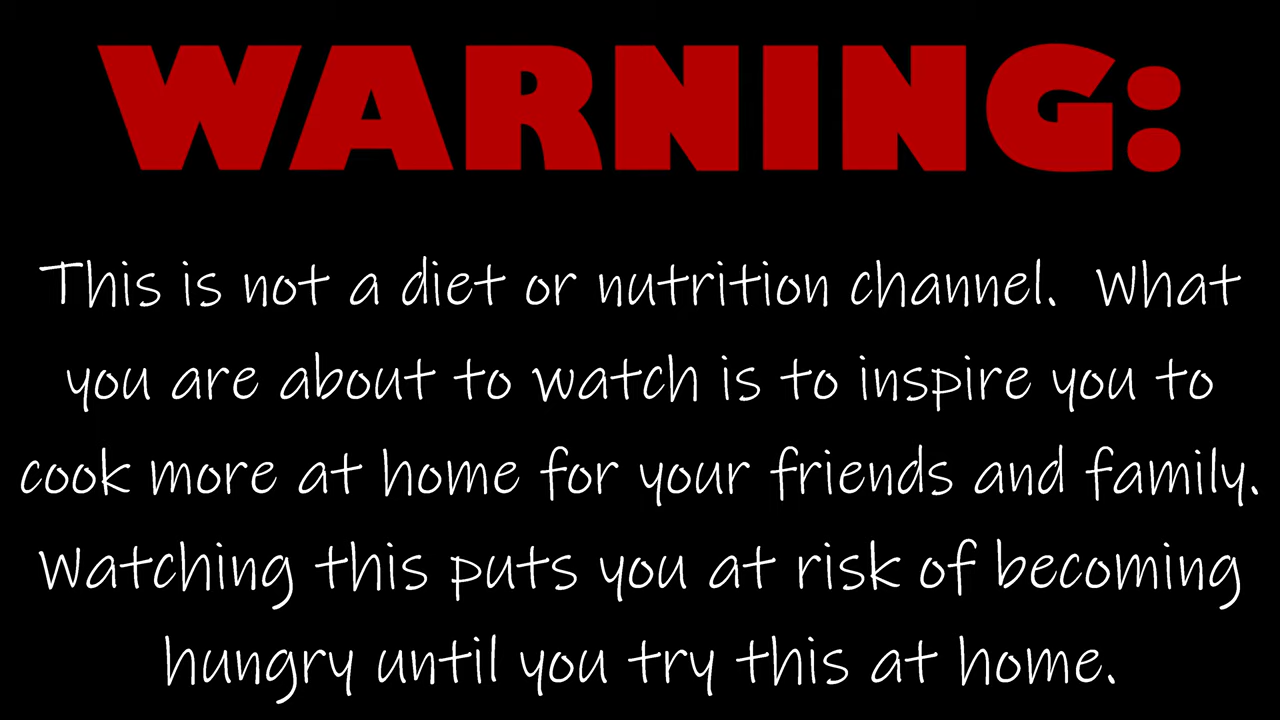 WARNING:
This is not a diet or nutrition channel.  What
you are about to watch is to inspire you to
cook more at home for your friends and family.
Watching this puts you at risk of becoming
hungry until you try this at home.